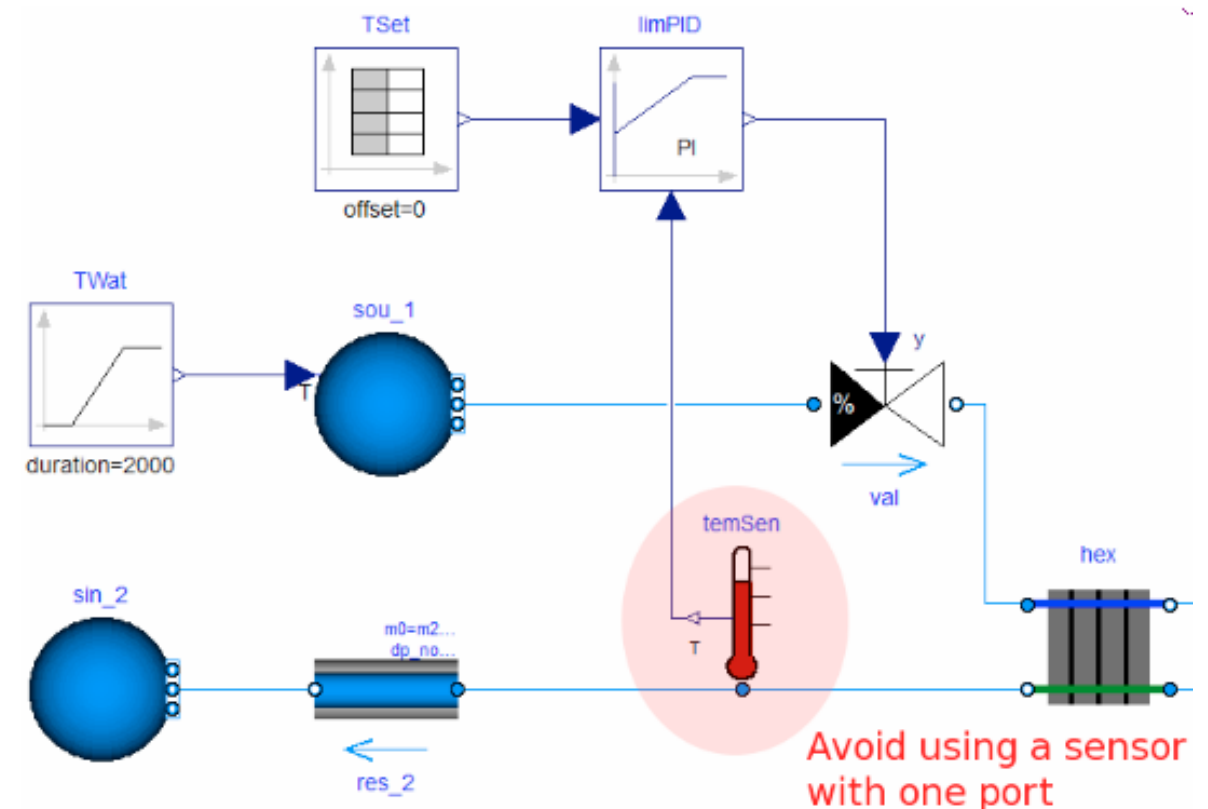 TSet
limPID
PI
offset=0
TWat
sou_1
T
y
%
duration=2000
val
temSen
hex
sin_2
m0=m2...
dp_no...
T
res_2
Avoid using a sensor
with one port